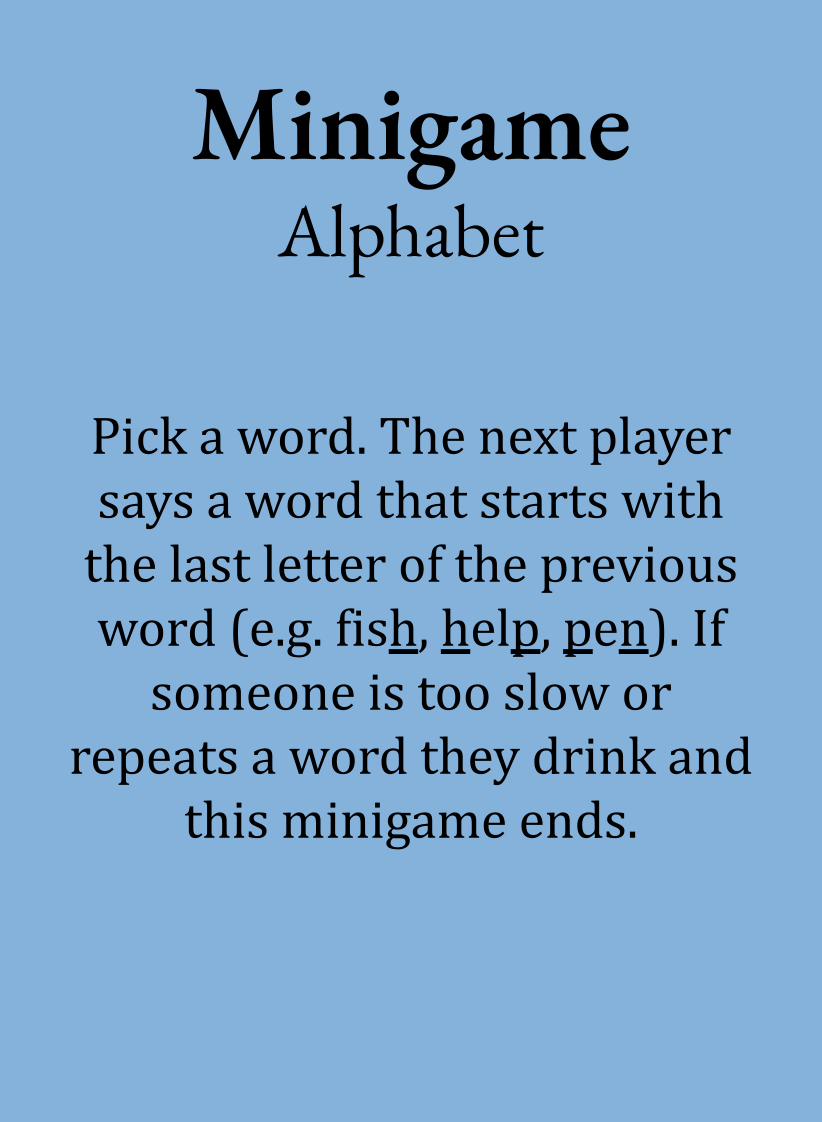 Minigame
Alphabet
Pick a word. The next player
says a word that starts with
the last letter of the previous
word (e.g. fish, help, pen). If
someone is too slow or
repeats a word they drink and
this minigame ends.